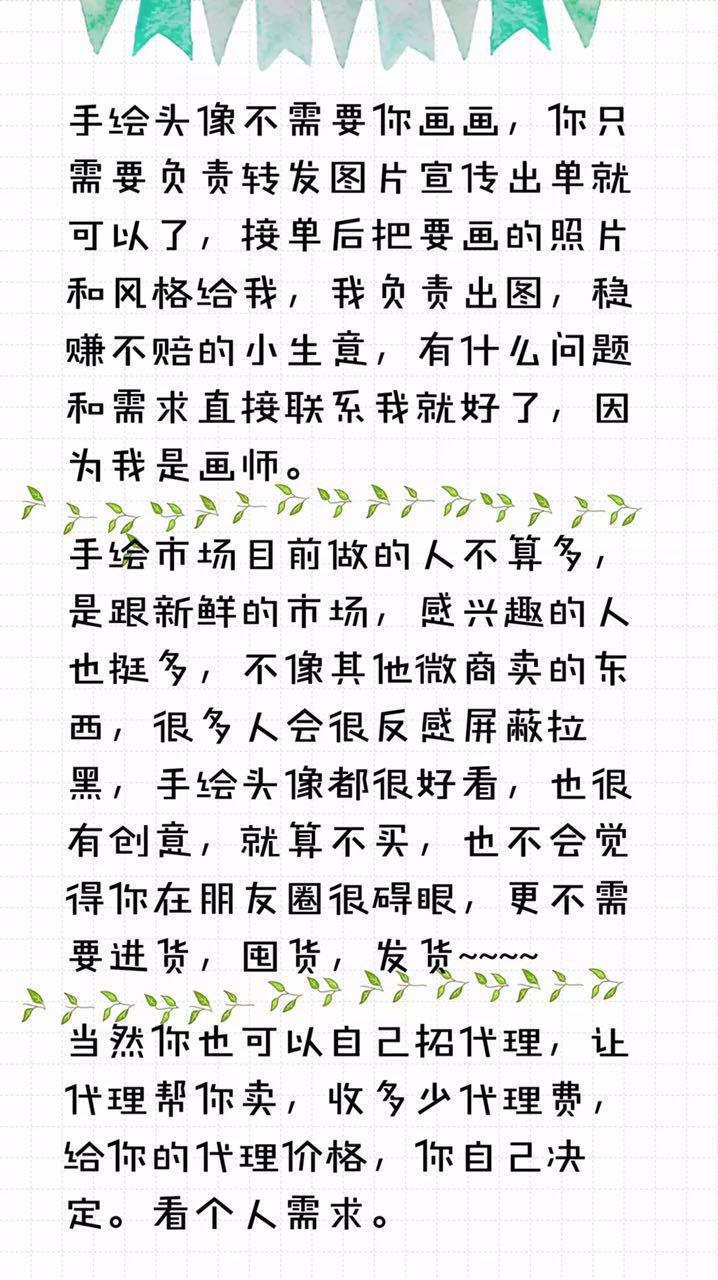 手绘头像不需要你画画，你只
需要负责转发图片宣传出单就
可以了，接单后把要画的照片
和风格给我，我负责出图，稳
赚不赔的小生意，有什么问题
和需求直接联系我就好了，因
为我是画师。
手绘市场目前做的人不算多，
是跟新鲜的市场，感兴趣的人
也挺多，不像其他微商卖的东
西，很多人会很反感屏蔽拉
黑，手绘头像都很好看，也很
有创意，就算不买，也不会觉
得你在朋友圈很碍眼，更不需
要进货，囤货，发货~~~~
当然你也可以自己招代理，让
代理帮你卖，收多少代理费，
给你的代理价格，你自己决
定。看个人需求。